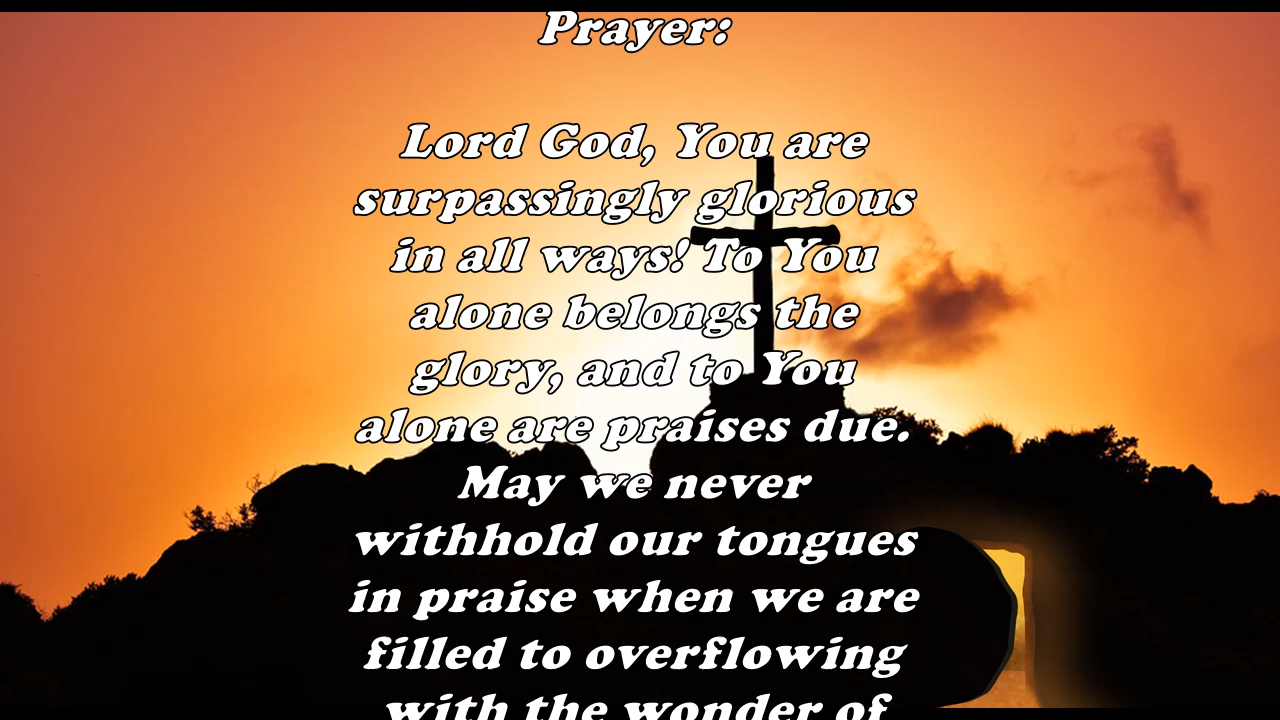 Prayer:
Lord God, You are
surpassingly glorious
in all ways! To You
alone belongs the
glory, and to You
alone are praises due.
May we never
withhold our tongues
in praise when we are
filled to overflowing
with the wonder of